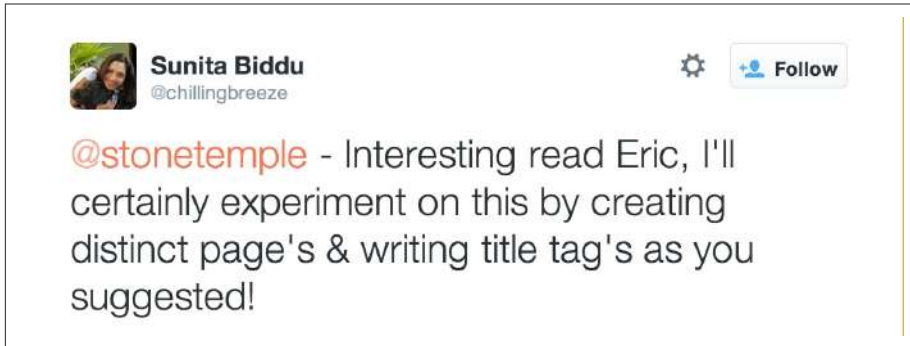 Sunita Biddu
@chillingbreeze
Follow
@stonetemple - Interesting read Eric, I'll
certainly experiment on this by creating
distinct page's & writing title tag's as you
suggested!